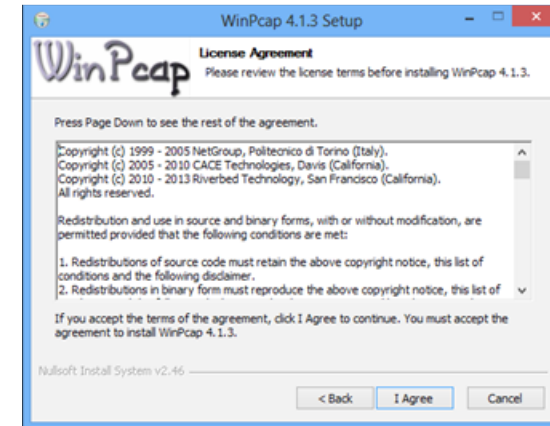 WinPcap 4.1.3 Setup
WinPcap
License Agreement
Please review the license terms before installing WinPcap 4.1.3.
Press Page Down to see the rest of the agreement.
Copyright (c) 1999 - 2005 NetGroup, Politecnico di Torino (Italy).
Copyright (c) 2005 - 2010 CACE Technologies, Davis (California).
Copyright (c) 2010 - 2013 Riverbed Technology, San Francisco (California).
All rights reserved.
Redistribution and use in source and binary forms, with or without modification, are
permitted provided that the following conditions are met:
1. Redistributions of source code must retain the above copyright notice, this list of
conditions and the following disclaimer.
2. Redistributions in binary form must reproduce the above copyright notice, this list of
If you accept the terms of the agreement, click I Agree to continue. You must accept the
agreement to install WinPcap 4.1.3.
Nullsoft Install System v2.46
< Back
I Agree
Cancel